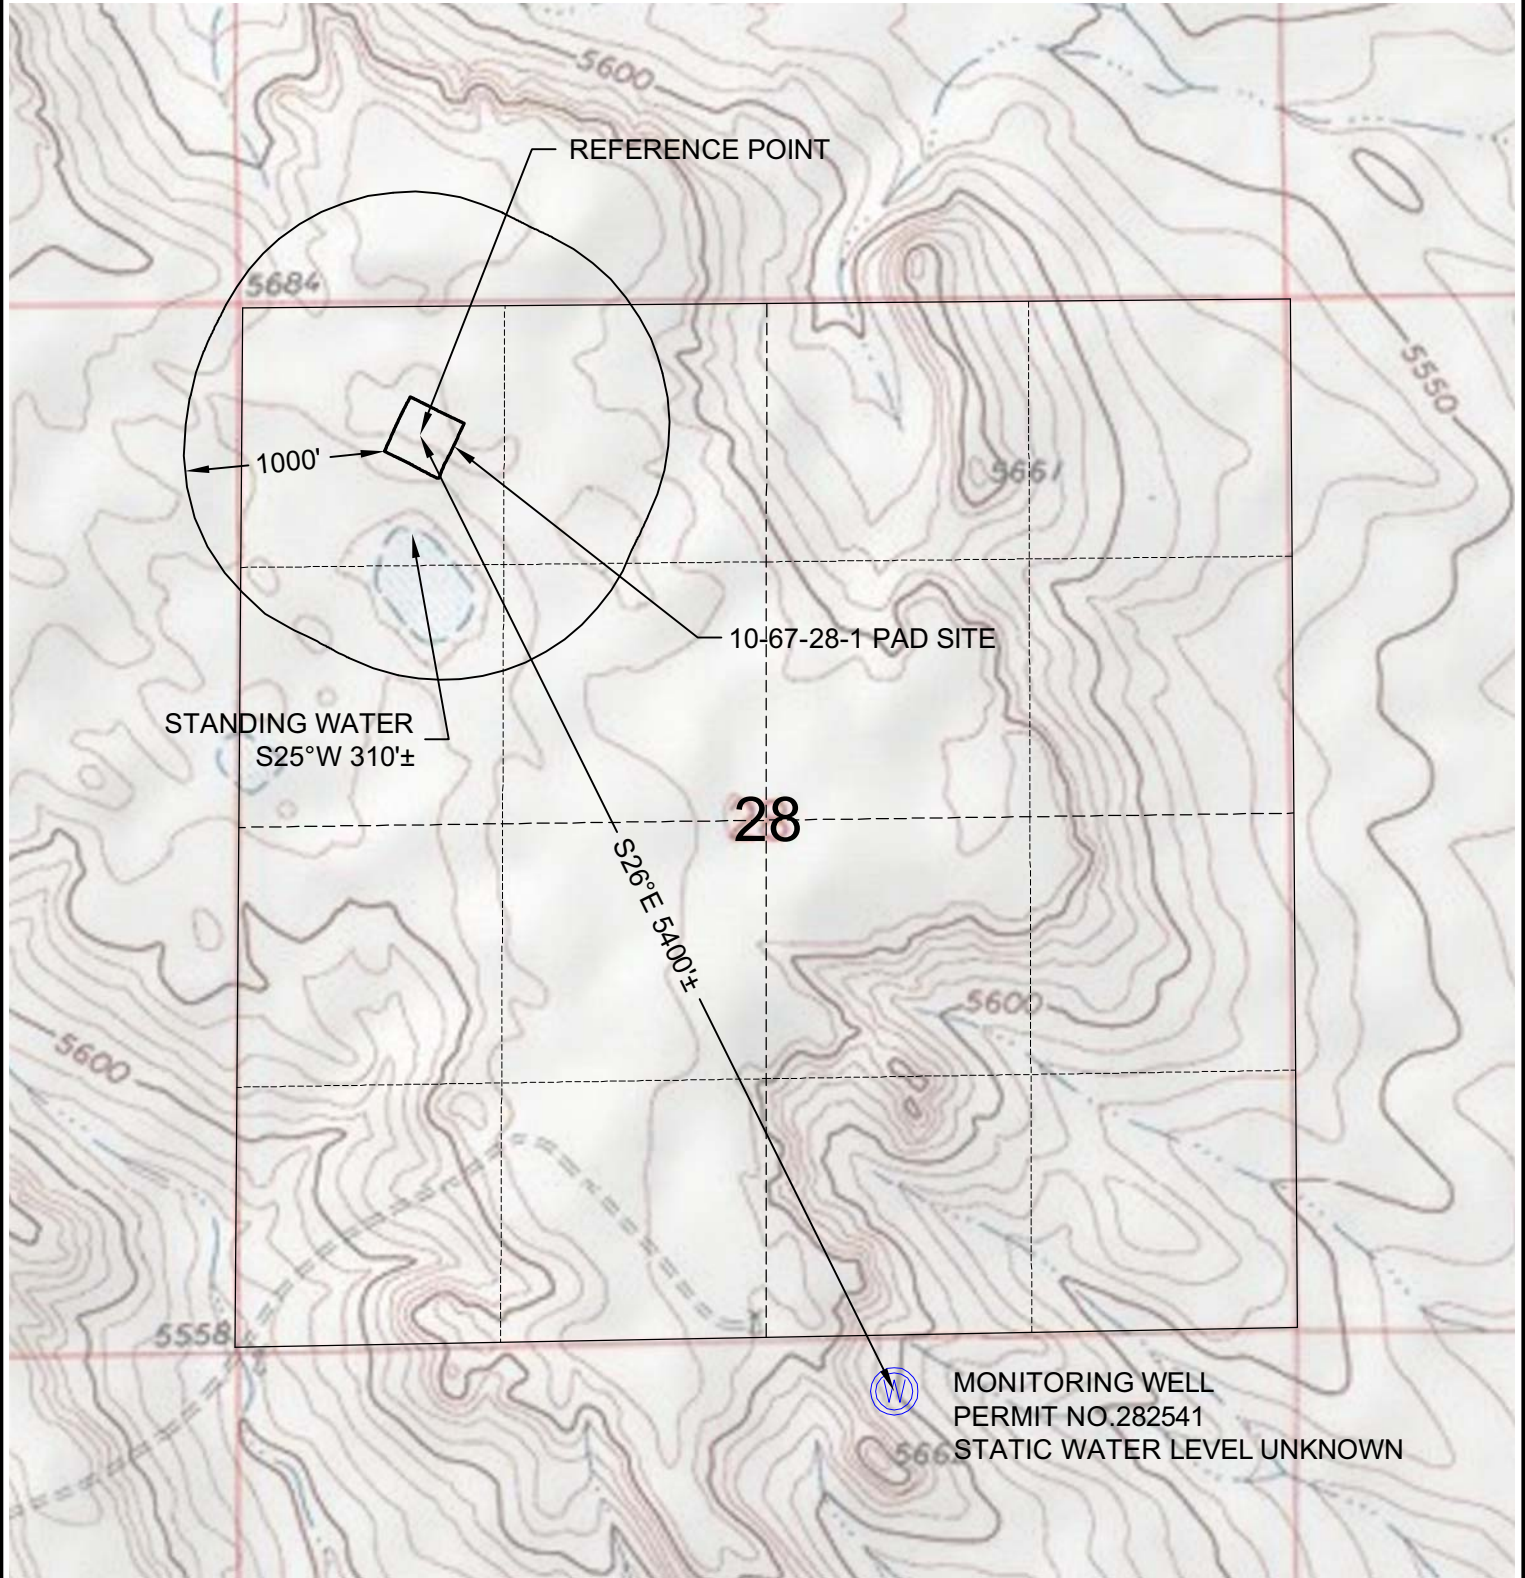 5600
REFERENCE POINT
5684
5550
1000'
5661
10-67-28-1 PAD SITE
STANDING WATER
S25°W 310'±
28
S26°E 5400'±
5600
5600
5558
MONITORING WELL
PERMIT NO.282541
STATIC WATER LEVEL UNKNOWN
W